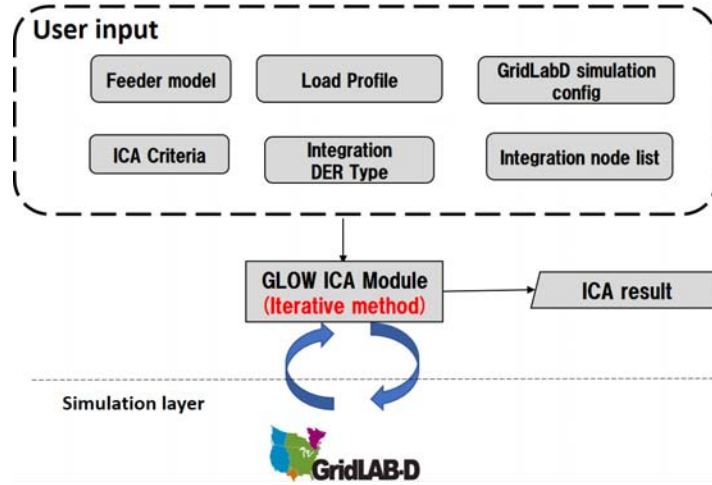 User input
Feeder model
Load Profile
GridLabD simulation
config
ICA Criteria
Integration
DER Type
Integration node list
GLOW ICA Module
(Iterative method)
ICA result
Simulation layer
GridLAB-D